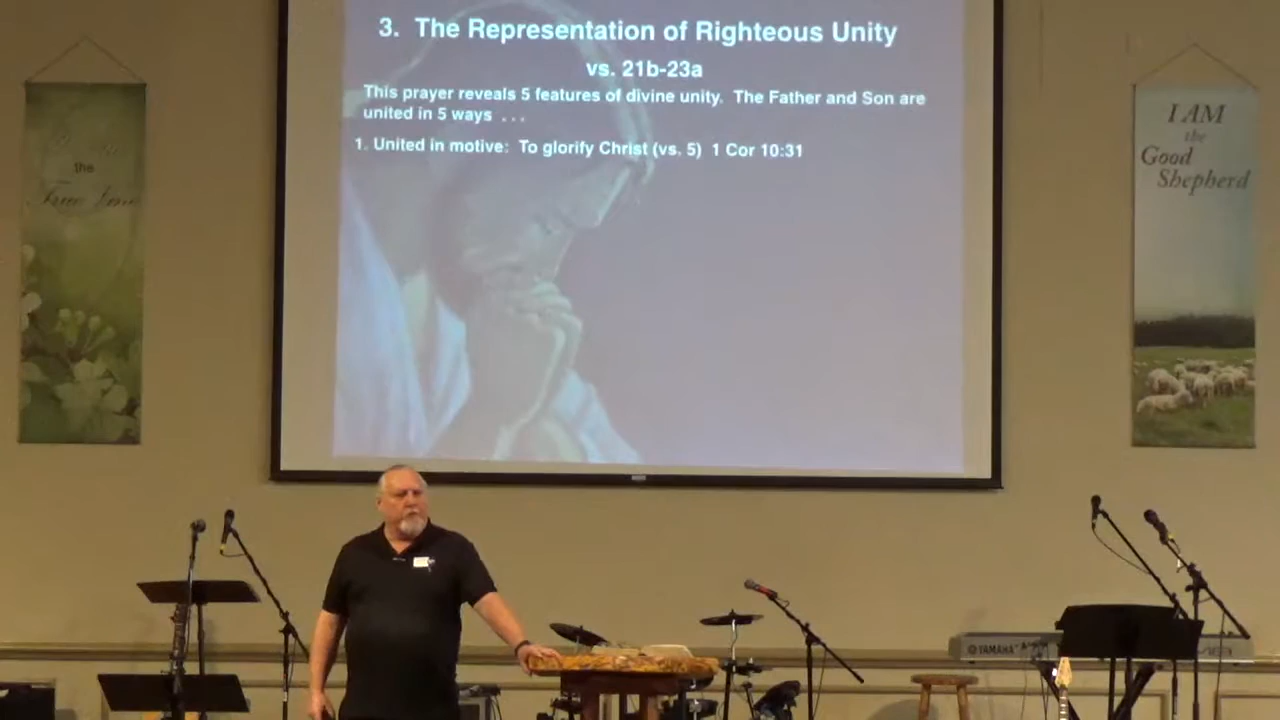 3. The Representation of Righteous Unity
vs. 21b-23a
This prayer reveals 5 features of divine unity. The Father and Son are
united in 5 ways . . .
1. United in motive: To glorify Christ (vs. 5) 1 Cor 10:31
the
True Vine
I AM
the
Good
Shepherd
YAMAHA